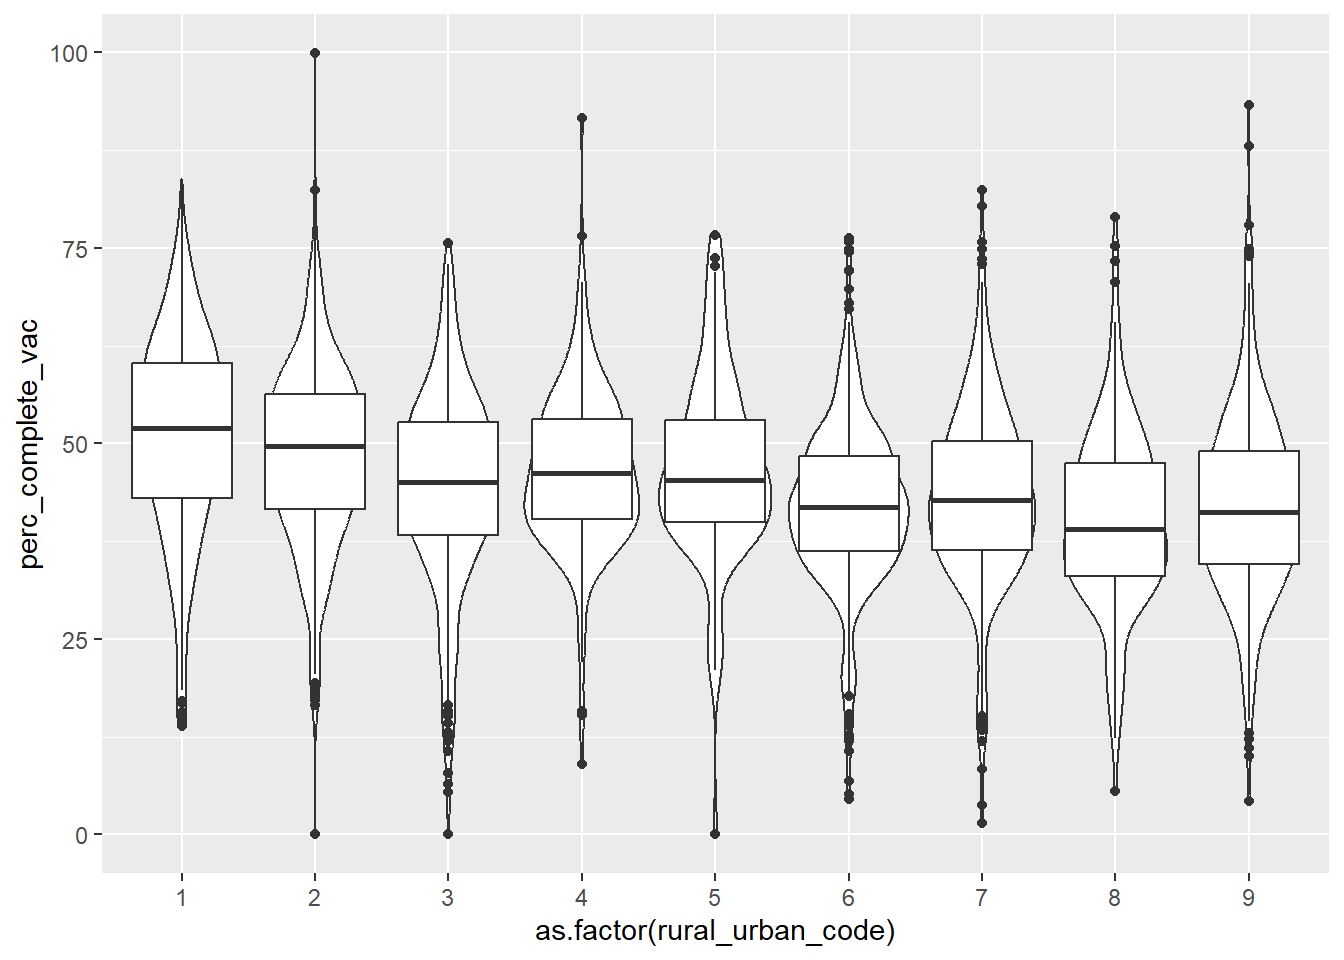 perc_complete_vac
100
75
50
25
0
1 2 3 4 5 6 7 8 9
as.factor(rural_urban_code)